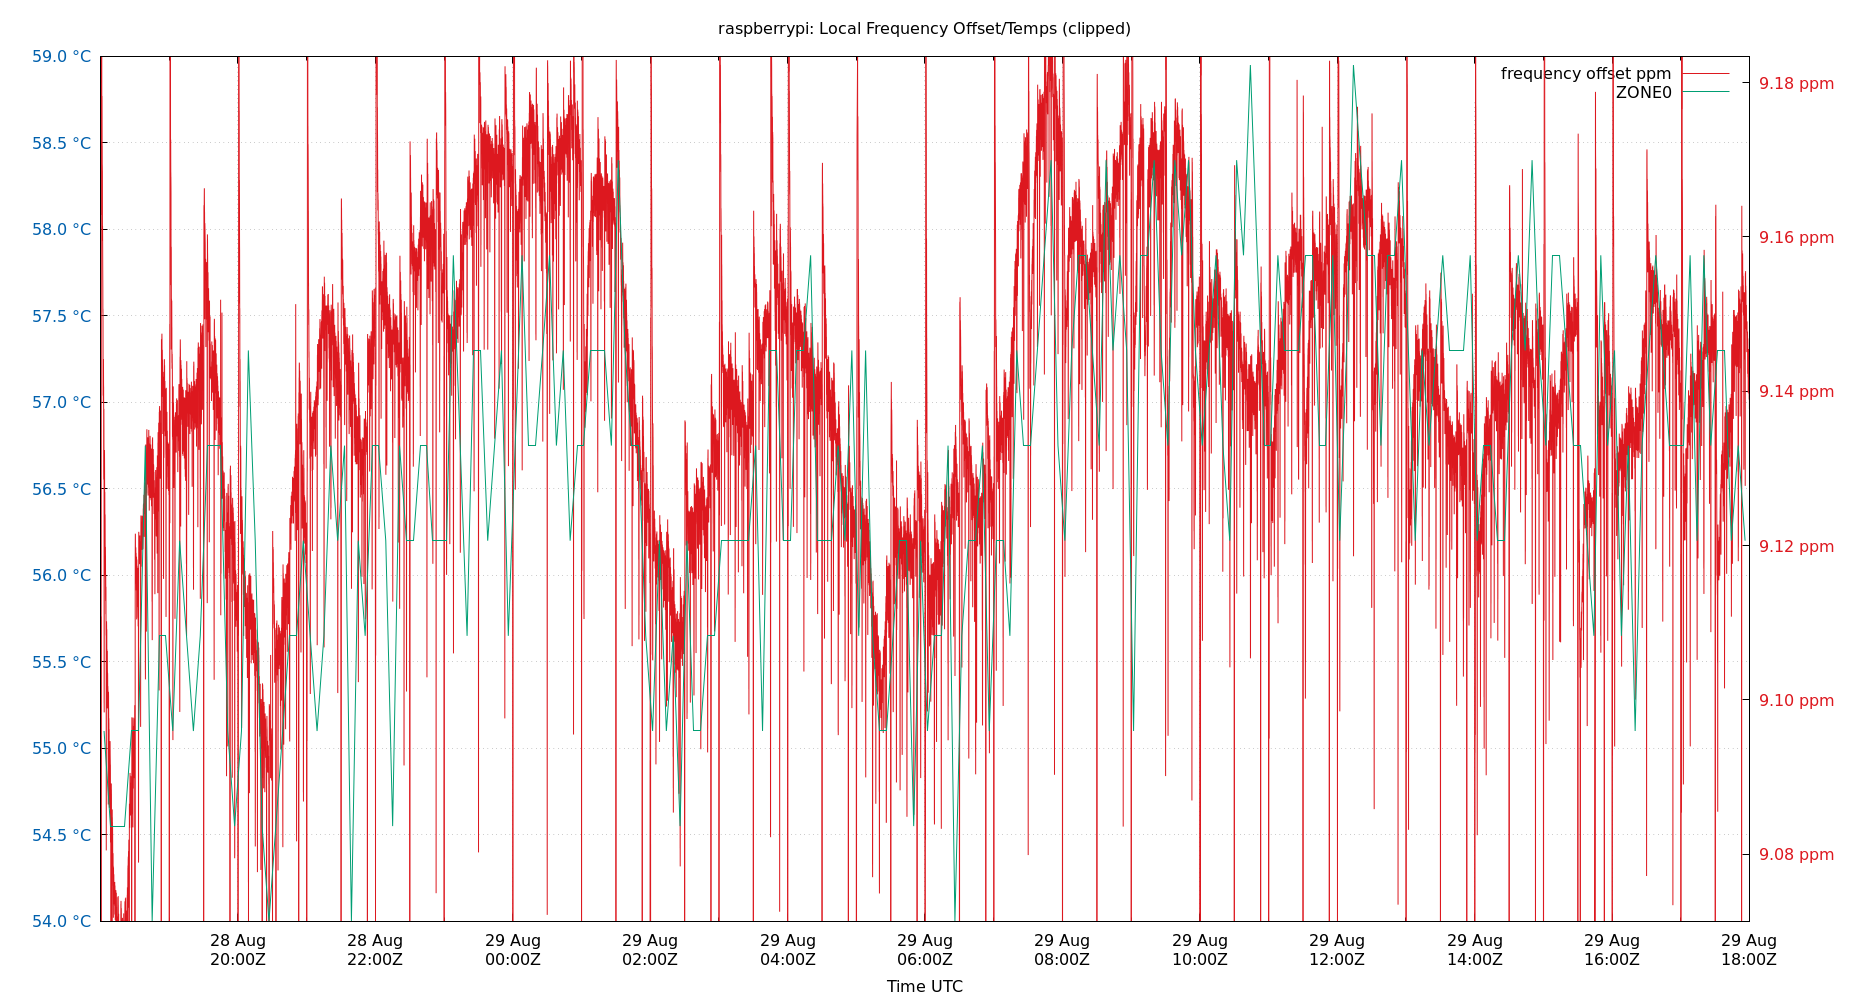 raspberrypi: Local Frequency Offset/Temps (clipped)
59.0 °C
58.5 °C
58.0 °C
57.5 °C
57.0 °C
56.5 °C
56.0 °C
55.5 °C
55.0 °C
54.5 °C
54.0 °C
frequency offset ppm
ZONE0
9.18 ppm
9.16 ppm
9.14 ppm
9.12 ppm
9.10 ppm
9.08 ppm
28 Aug 28 Aug 29 Aug 29 Aug 29 Aug 29 Aug 29 Aug 29 Aug 29 Aug 29 Aug 29 Aug 29 Aug
20:00Z 22:00Z 00:00Z 02:00Z 04:00Z 06:00Z 08:00Z 10:00Z 12:00Z 14:00Z 16:00Z 18:00Z
Time UTC